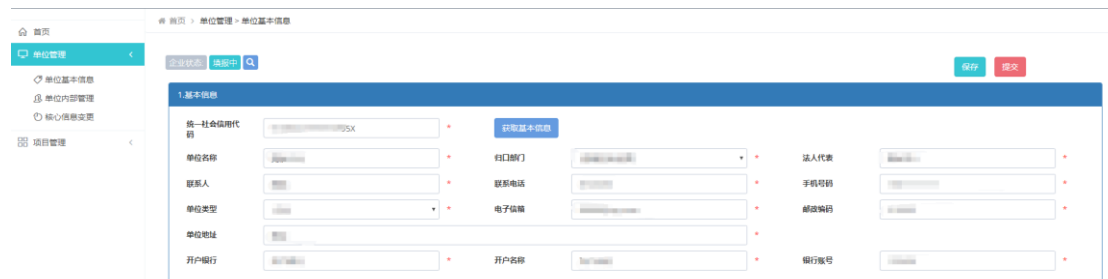 首页 > 单位管理 > 单位基本信息
首页
单位管理 <
单位基本信息
单位内部管理
核心信息变更
项目管理 <
企业状态 填报中
保存 提交
1.基本信息
统一社会信用代码 * 获取基本信息
单位名称 * 归口部门 * 法人代表 *
联系人 * 联系电话 * 手机号码 *
单位类型 * 电子信箱 * 邮政编码 *
单位地址 *
开户银行 * 开户名称 * 银行账号 *